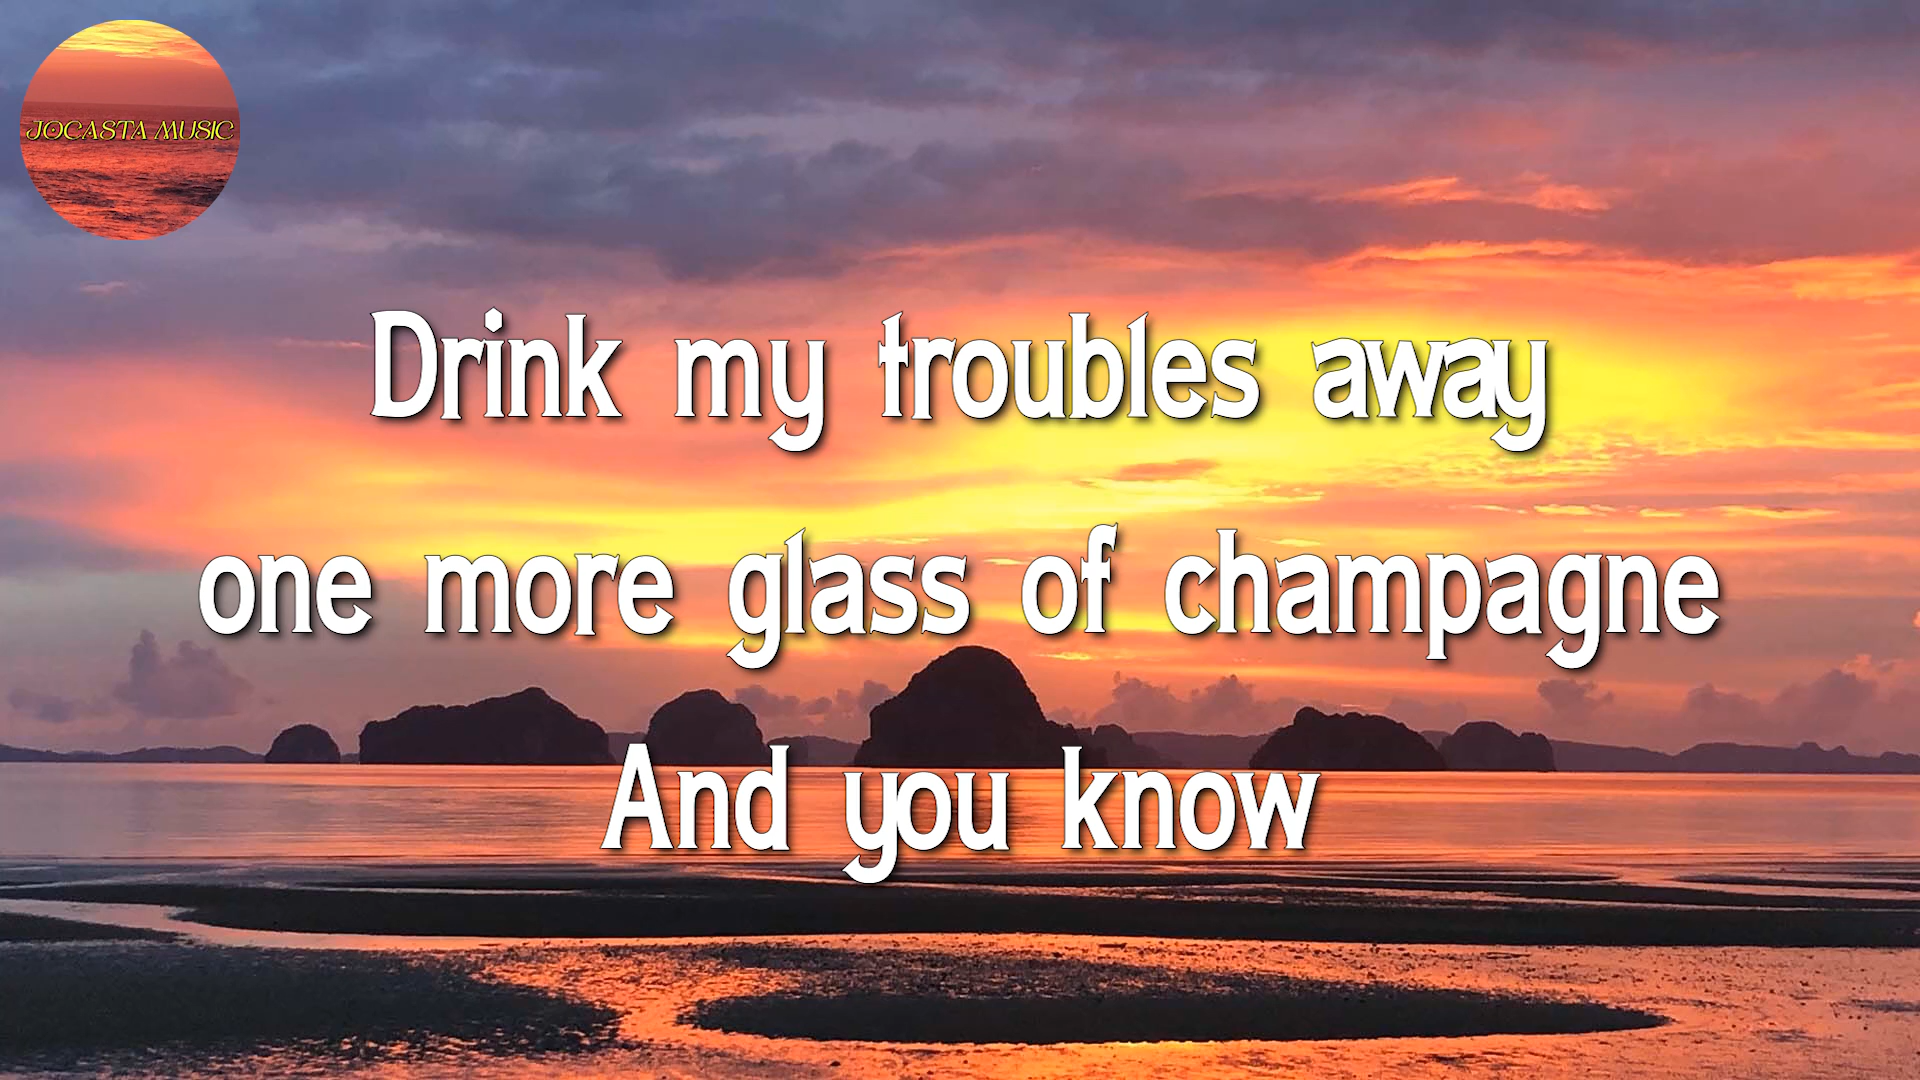 JOCASTA MUSIC
Drink my troubles away
one more glass of champagne
And you know